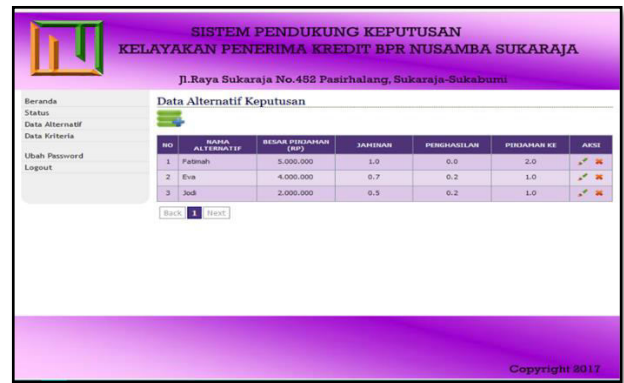 SISTEM PENDUKUNG KEPUTUSAN
KELAYAKAN PENERIMA KREDIT BPR NUSAMBA SUKARAJA
Jl.Raya Sukaraja No.452 Pasirhalang, Sukaraja-Sukabumi
Beranda
Status
Data Alternatif
Data Kriteria
Ubah Password
Logout
Data Alternatif Keputusan
NO NAMA ALTERNATIF BESAR PINJAMAN (RP) JAMINAN PENGHASILAN PINJAMAN KE AKSI
1 Fatimah 5.000.000 1.0 0.0 2.0
2 Eva 4.000.000 0.7 0.2 1.0
3 Jodi 2.000.000 0.5 0.2 1.0
Back 1 Next
Copyright 2017